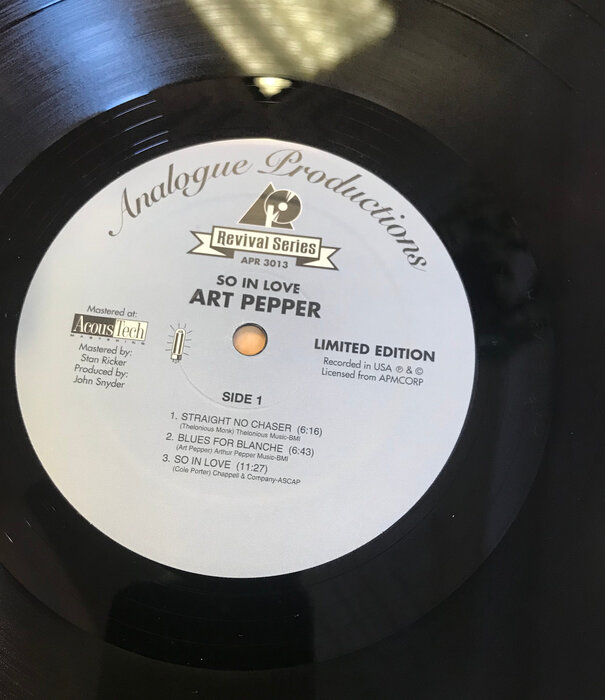 Analogue Productions
AP
Revival Series
APR 3013
SO IN LOVE
ART PEPPER
Mastered at:
AcousTech
MASTERING
Mastered by:
Stan Ricker
Produced by:
John Snyder
LIMITED EDITION
Recorded in USA ℗ & ©
Licensed from APMCORP
SIDE 1
1. STRAIGHT NO CHASER (6:16)
(Thelonious Monk) Thelonious Music-BMI
2. BLUES FOR BLANCHE (6:43)
(Art Pepper) Arthur Pepper Music-BMI
3. SO IN LOVE (11:27)
(Cole Porter) Chappell & Company-ASCAP